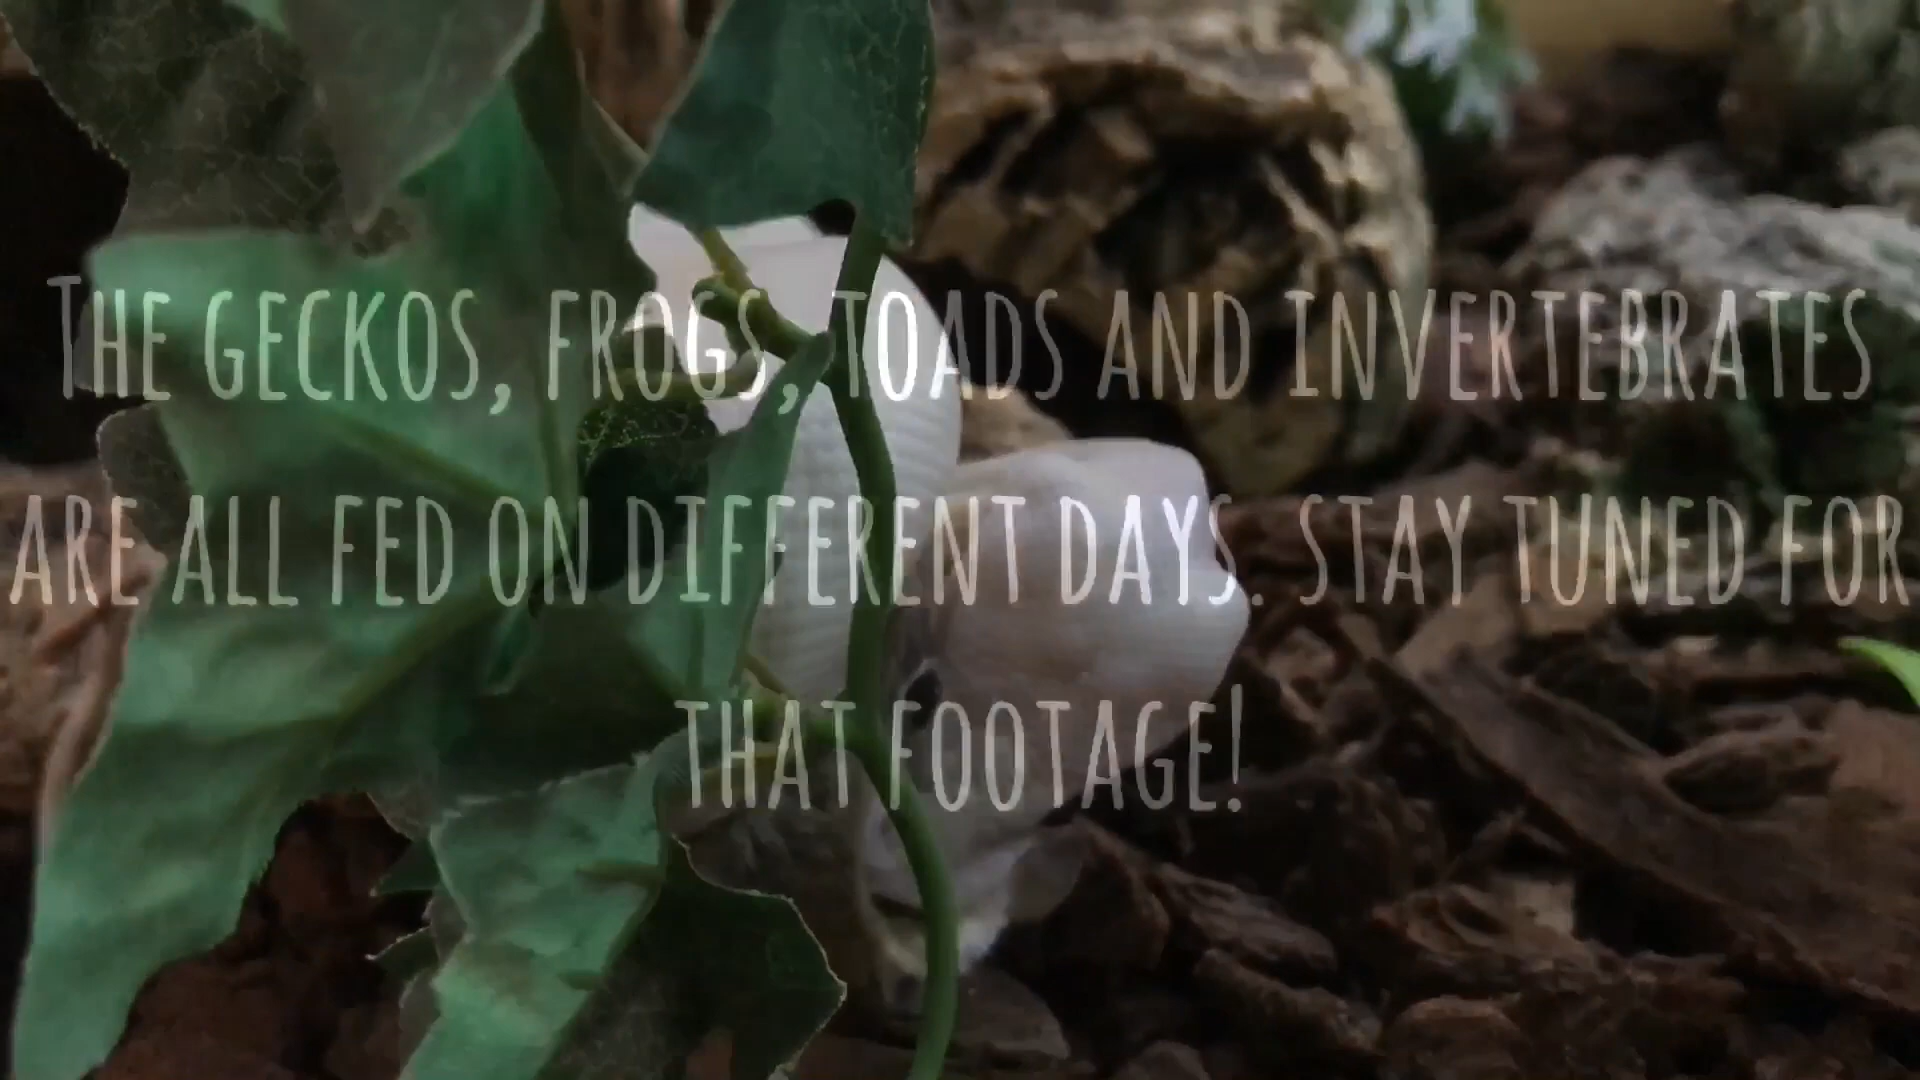 The geckos, frogs, toads and invertebrates
are all fed on different days. Stay tuned for
that footage!